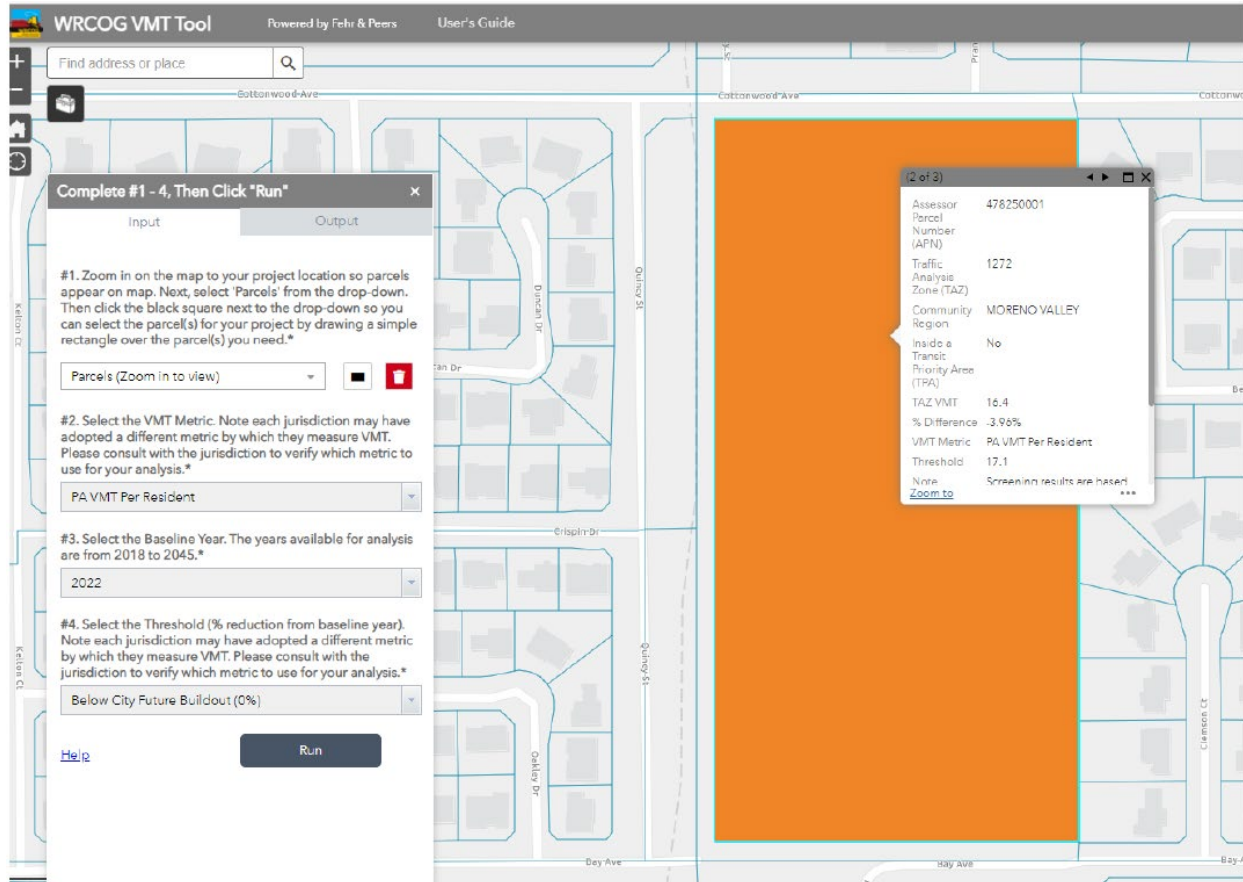 WRCOG VMT Tool Powered by Fehr & Peers User's Guide
Find address or place
Cottonwood Ave
Cottonwood Ave
Complete #1 - 4, Then Click "Run" ×
Input Output
#1. Zoom in on the map to your project location so parcels
appear on map. Next, select 'Parcels' from the drop-down.
Then click the black square next to the drop-down so you
can select the parcel(s) for your project by drawing a simple
rectangle over the parcel(s) you need.*
Parcels (Zoom in to view)
#2. Select the VMT Metric. Note each jurisdiction may have
adopted a different metric by which they measure VMT.
Please consult with the jurisdiction to verify which metric to
use for your analysis.*
PA VMT Per Resident
#3. Select the Baseline Year. The years available for analysis
are from 2018 to 2045.*
2022
#4. Select the Threshold (% reduction from baseline year).
Note each jurisdiction may have adopted a different metric
by which they measure VMT. Please consult with the
jurisdiction to verify which metric to use for your analysis.*
Below City Future Buildout (0%)
Help Run
Kelton Ct
Kelton Ct
Duncan Dr
Quincy St
Crispin Dr
Quincy St
Oakley Dr
Bay Ave
Bay Ave
Clemson Ct
(2 of 3)
Assessor 478250001
Parcel
Number
(APN)
Traffic 1272
Analysis
Zone (TAZ)
Community MORENO VALLEY
Region
Inside a No
Transit
Priority Area
(TPA)
TAZ VMT 16.4
% Difference -3.96%
VMT Metric PA VMT Per Resident
Threshold 17.1
Note Screening results are based
Zoom to